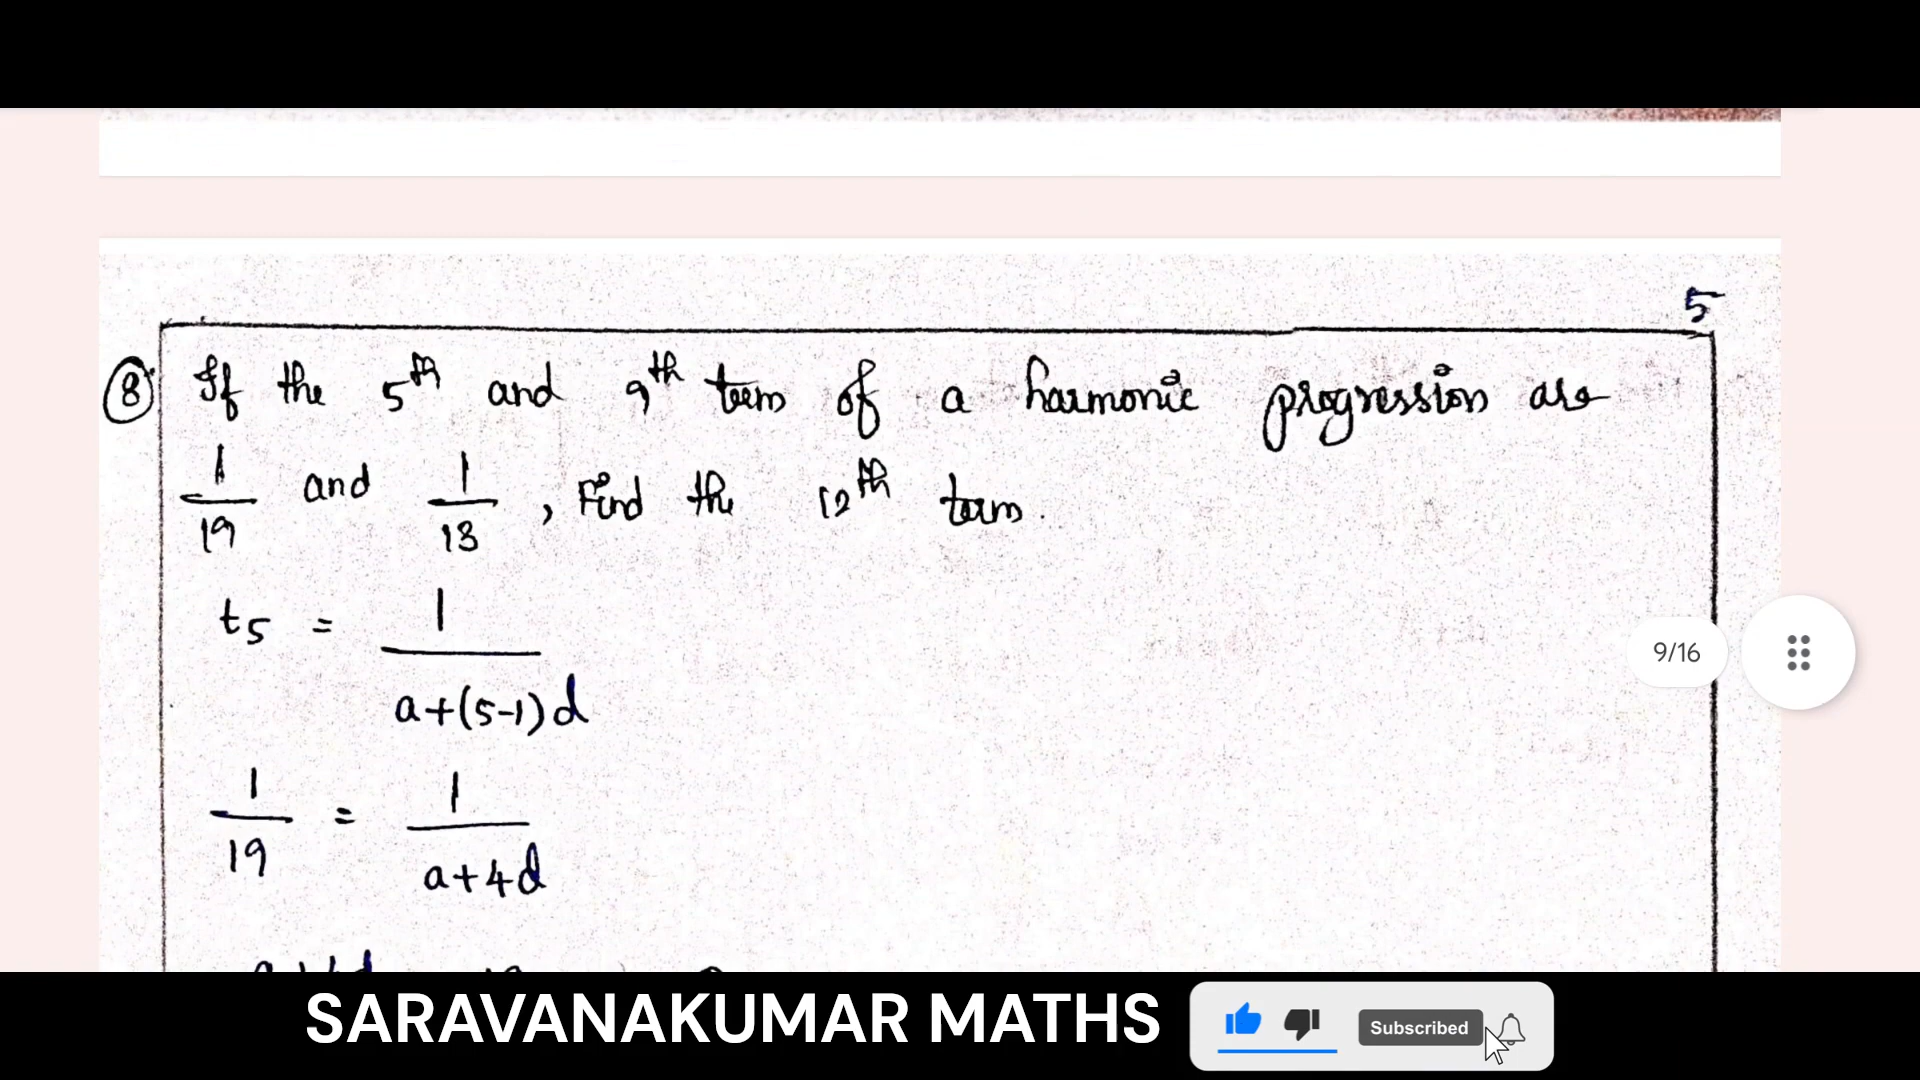 5
8 If the 5th and 9th term of a harmonic progression are
1/19 and 1/13, Find the 12th term.
t5 = 1/(a+(5-1)d)
1/19 = 1/(a+4d)
9/16
SARAVANAKUMAR MATHS
Subscribed